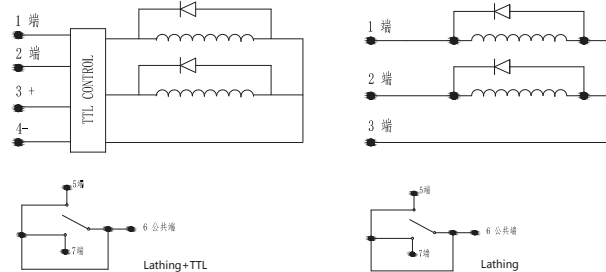 1 端
2 端
3 +
4-
TTL CONTROL
5端
6 公共端
7端
Lathing+TTL
1 端
2 端
3 端
5端
6 公共端
7端
Lathing